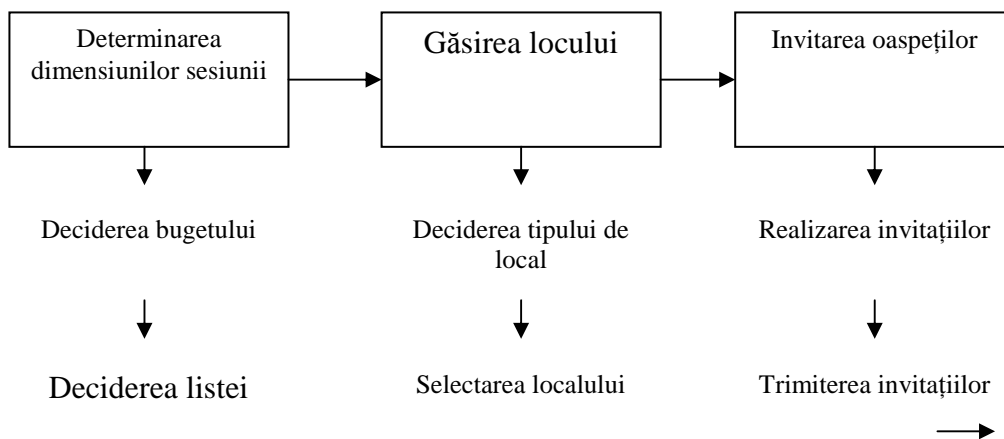 Determinarea
dimensiunilor sesiunii
Găsirea locului
Invitarea oaspeților
Deciderea bugetului
Deciderea tipului de
local
Realizarea invitațiilor
Deciderea listei
Selectarea localului
Trimiterea invitațiilor